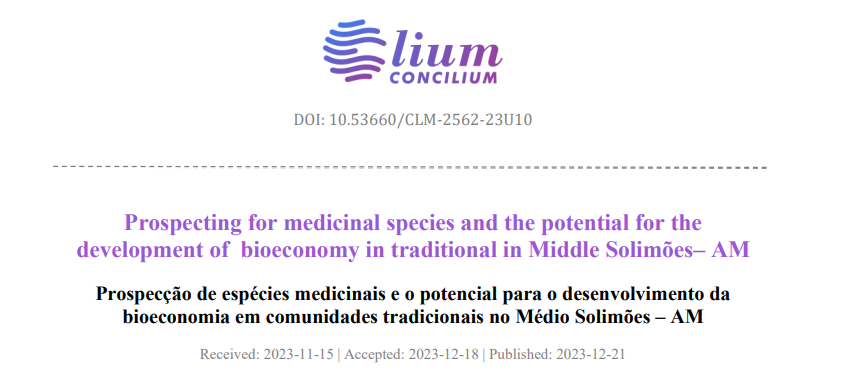 lium
CONCILIUM
DOI: 10.53660/CLM-2562-23U10
Prospecting for medicinal species and the potential for the
development of bioeconomy in traditional in Middle Solimões– AM
Prospecção de espécies medicinais e o potencial para o desenvolvimento da
bioeconomia em comunidades tradicionais no Médio Solimões – AM
Received: 2023-11-15 | Accepted: 2023-12-18 | Published: 2023-12-21